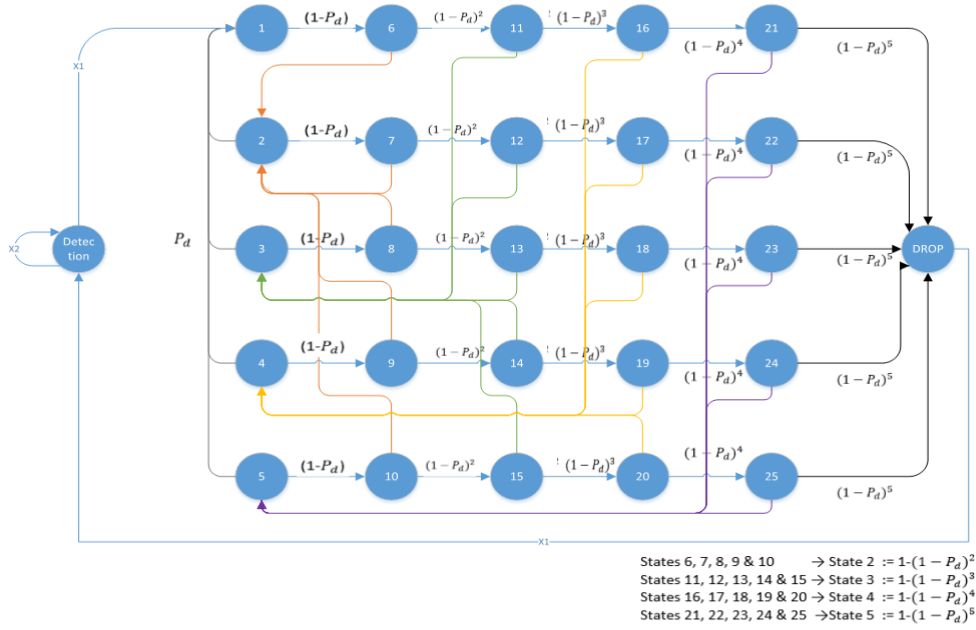 1 (1-P_d) 6 (1-P_d)² 11 ² (1-P_d)³ 16 21
(1-P_d)⁴ (1-P_d)⁵
X1
2 (1-P_d) 7 (1-P_d)² 12 ² (1-P_d)³ 17 22
(1-P_d)⁴ (1-P_d)⁵
X2 Detec
tion P_d 3 (1-P_d) 8 (1-P_d)² 13 ² (1-P_d)³ 18 23 DROP
(1-P_d)⁴ (1-P_d)⁵
4 (1-P_d) 9 (1-P_d)² 14 ² (1-P_d)³ 19 24
(1-P_d)⁴ (1-P_d)⁵
(1-P_d)⁴
5 (1-P_d) 10 (1-P_d)² 15 ² (1-P_d)³ 20 25
(1-P_d)⁵
X1
States 6, 7, 8, 9 & 10 → State 2 := 1-(1 - P_d)²
States 11, 12, 13, 14 & 15 → State 3 := 1-(1 - P_d)³
States 16, 17, 18, 19 & 20 → State 4 := 1-(1 - P_d)⁴
States 21, 22, 23, 24 & 25 →State 5 := 1-(1 - P_d)⁵